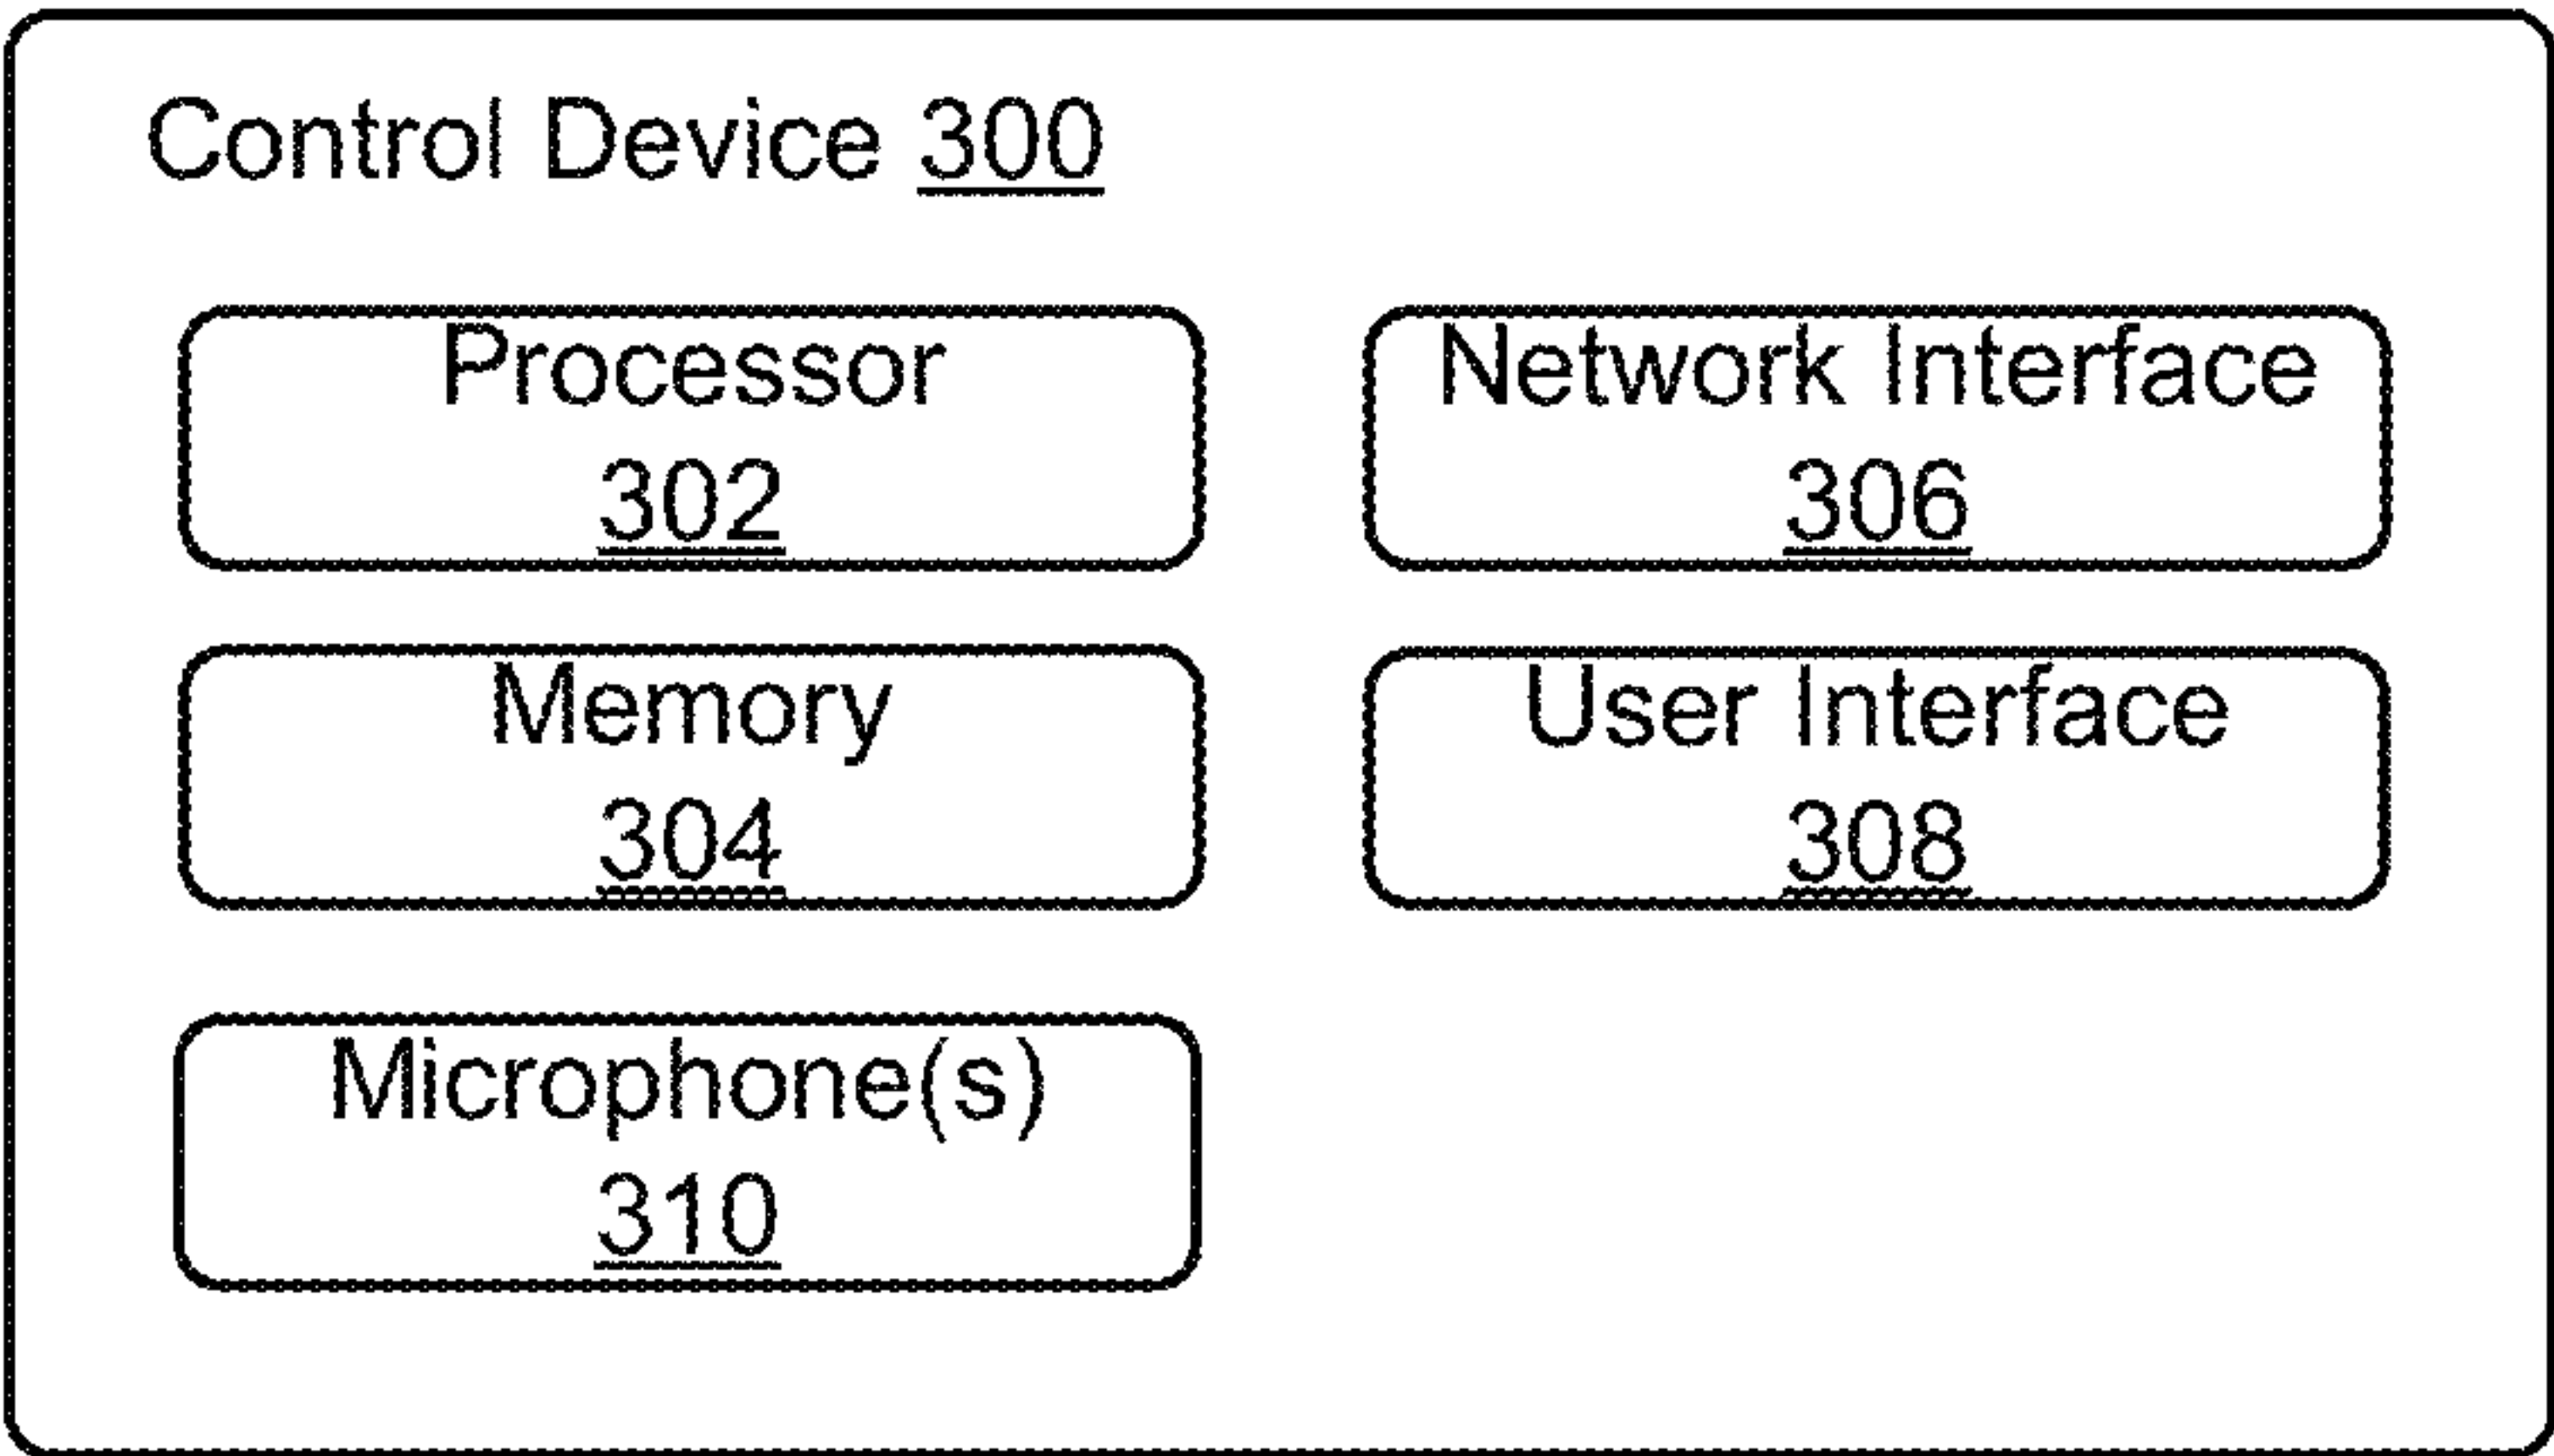 Control Device 300
Processor
302
Network Interface
306
Memory
304
User Interface
308
Microphone(s)
310